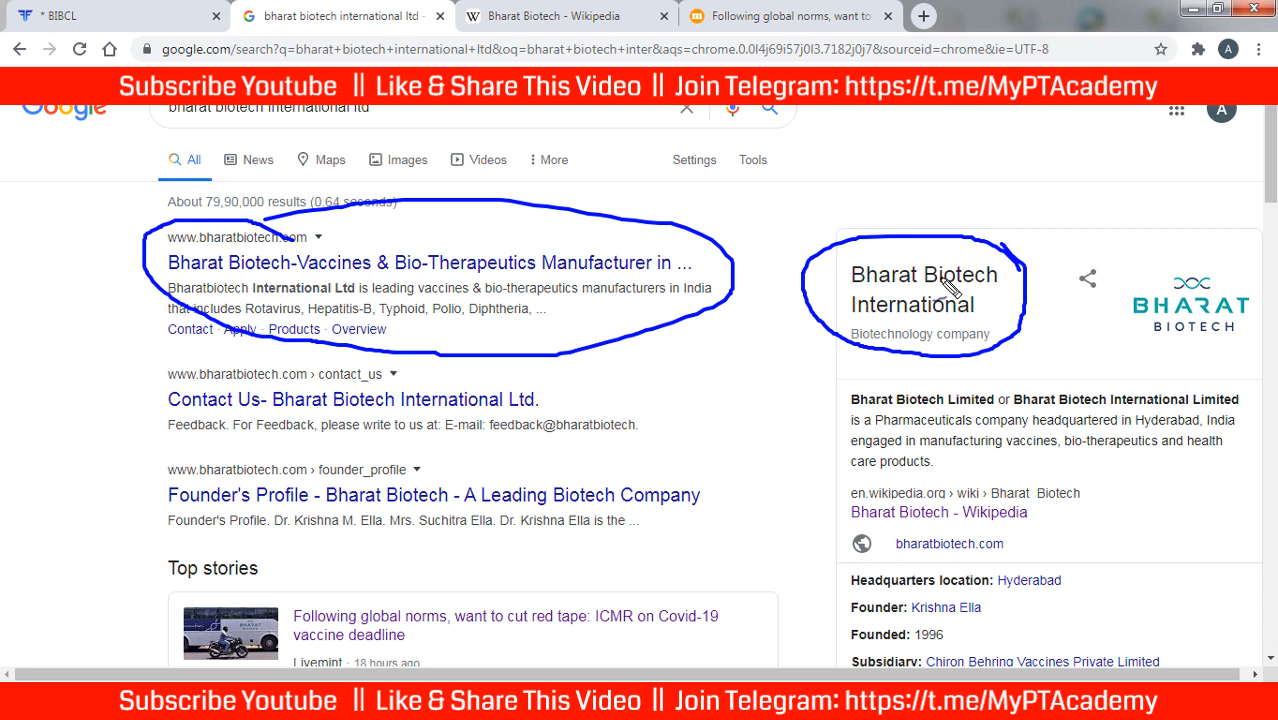 * BIBCL
bharat biotech international ltd -
Bharat Biotech - Wikipedia
Following global norms, want to
google.com/search?q=bharat+biotech+international+ltd&oq=bharat+biotech+inter&aqs=chrome.0.0l4j69i57j0l3.7182j0j7&sourceid=chrome&ie=UTF-8
A
Subscribe Youtube || Like & Share This Video || Join Telegram: https://t.me/MyPTAcademy
Google
bharat biotech international ltd
A
All
News
Maps
Images
Videos
More
Settings
Tools
About 79,90,000 results (0.64 seconds)
www.bharatbiotech.com
Bharat Biotech-Vaccines & Bio-Therapeutics Manufacturer in ...
Bharatbiotech International Ltd is leading vaccines & bio-therapeutics manufacturers in India
that includes Rotavirus, Hepatitis-B, Typhoid, Polio, Diphtheria, ...
Contact · Apply · Products · Overview
www.bharatbiotech.com › contact_us
Contact Us- Bharat Biotech International Ltd.
Feedback. For Feedback, please write to us at: E-mail: feedback@bharatbiotech.
www.bharatbiotech.com › founder_profile
Founder's Profile - Bharat Biotech - A Leading Biotech Company
Founder's Profile. Dr. Krishna M. Ella. Mrs. Suchitra Ella. Dr. Krishna Ella is the ...
Top stories
BHARAT
Following global norms, want to cut red tape: ICMR on Covid-19
vaccine deadline
Livemint · 18 hours ago
Bharat Biotech
International
Biotechnology company
BHARAT
BIOTECH
Bharat Biotech Limited or Bharat Biotech International Limited
is a Pharmaceuticals company headquartered in Hyderabad, India
engaged in manufacturing vaccines, bio-therapeutics and health
care products.
en.wikipedia.org › wiki › Bharat_Biotech
Bharat Biotech - Wikipedia
bharatbiotech.com
Headquarters location: Hyderabad
Founder: Krishna Ella
Founded: 1996
Subsidiary: Chiron Behring Vaccines Private Limited
Subscribe Youtube || Like & Share This Video || Join Telegram: https://t.me/MyPTAcademy